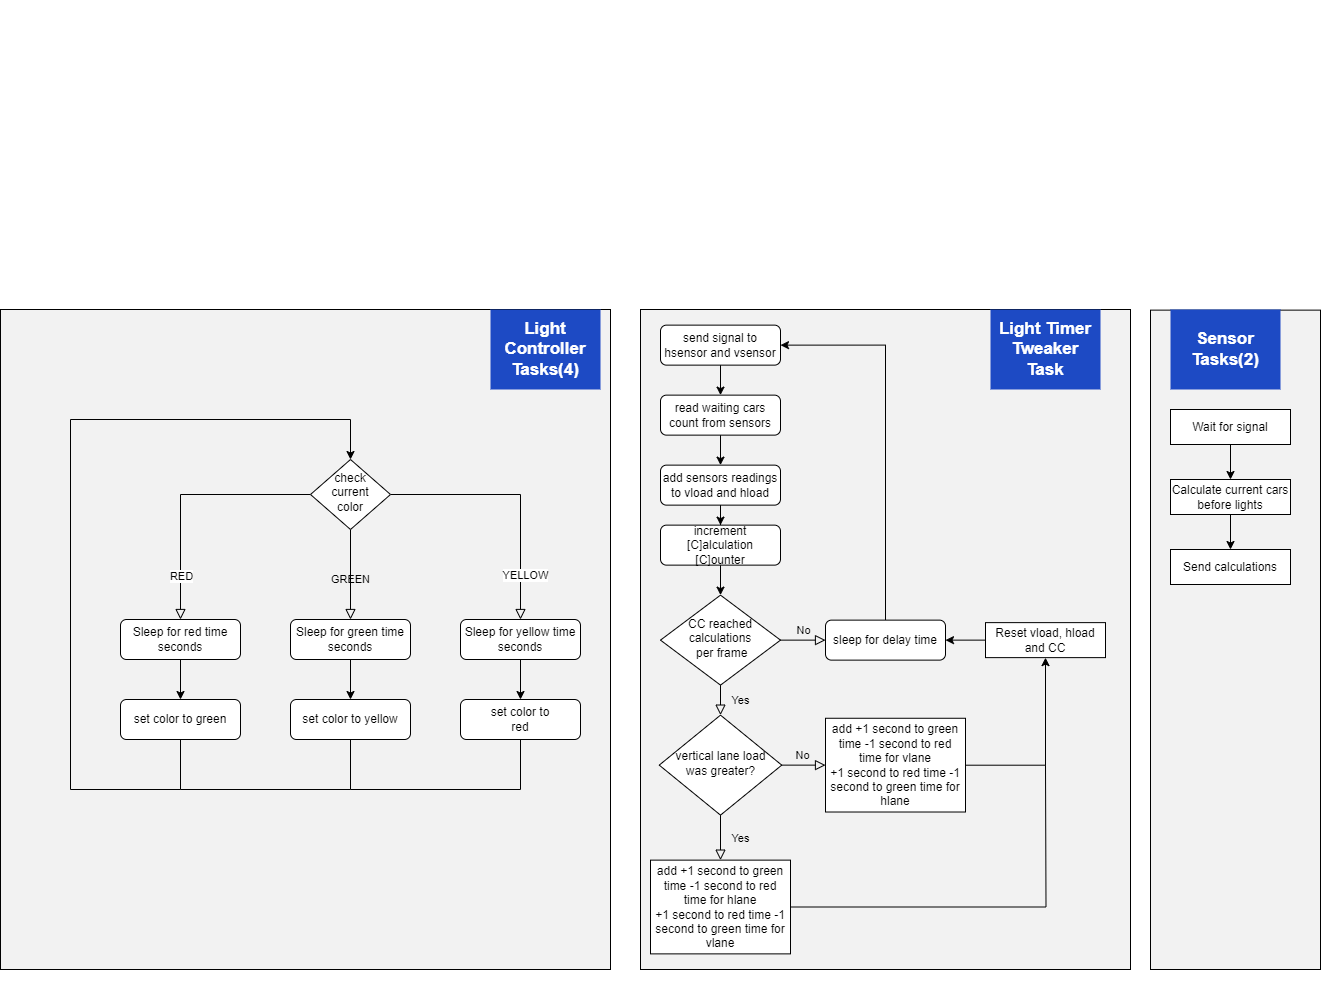 Light
Controller
Tasks(4)
check
current
color
RED
GREEN
YELLOW
Sleep for red time
seconds
Sleep for green time
seconds
Sleep for yellow time
seconds
set color to green
set color to yellow
set color to
red
Light Timer
Tweaker
Task
send signal to
hsensor and vsensor
read waiting cars
count from sensors
add sensors readings
to vload and hload
increment
[C]alculation
[C]ounter
CC reached
calculations
per frame
No
sleep for delay time
Reset vload, hload
and CC
Yes
vertical lane load
was greater?
No
add +1 second to green
time -1 second to red
time for vlane
+1 second to red time -1
second to green time for
hlane
Yes
add +1 second to green
time -1 second to red
time for hlane
+1 second to red time -1
second to green time for
vlane
Sensor
Tasks(2)
Wait for signal
Calculate current cars
before lights
Send calculations